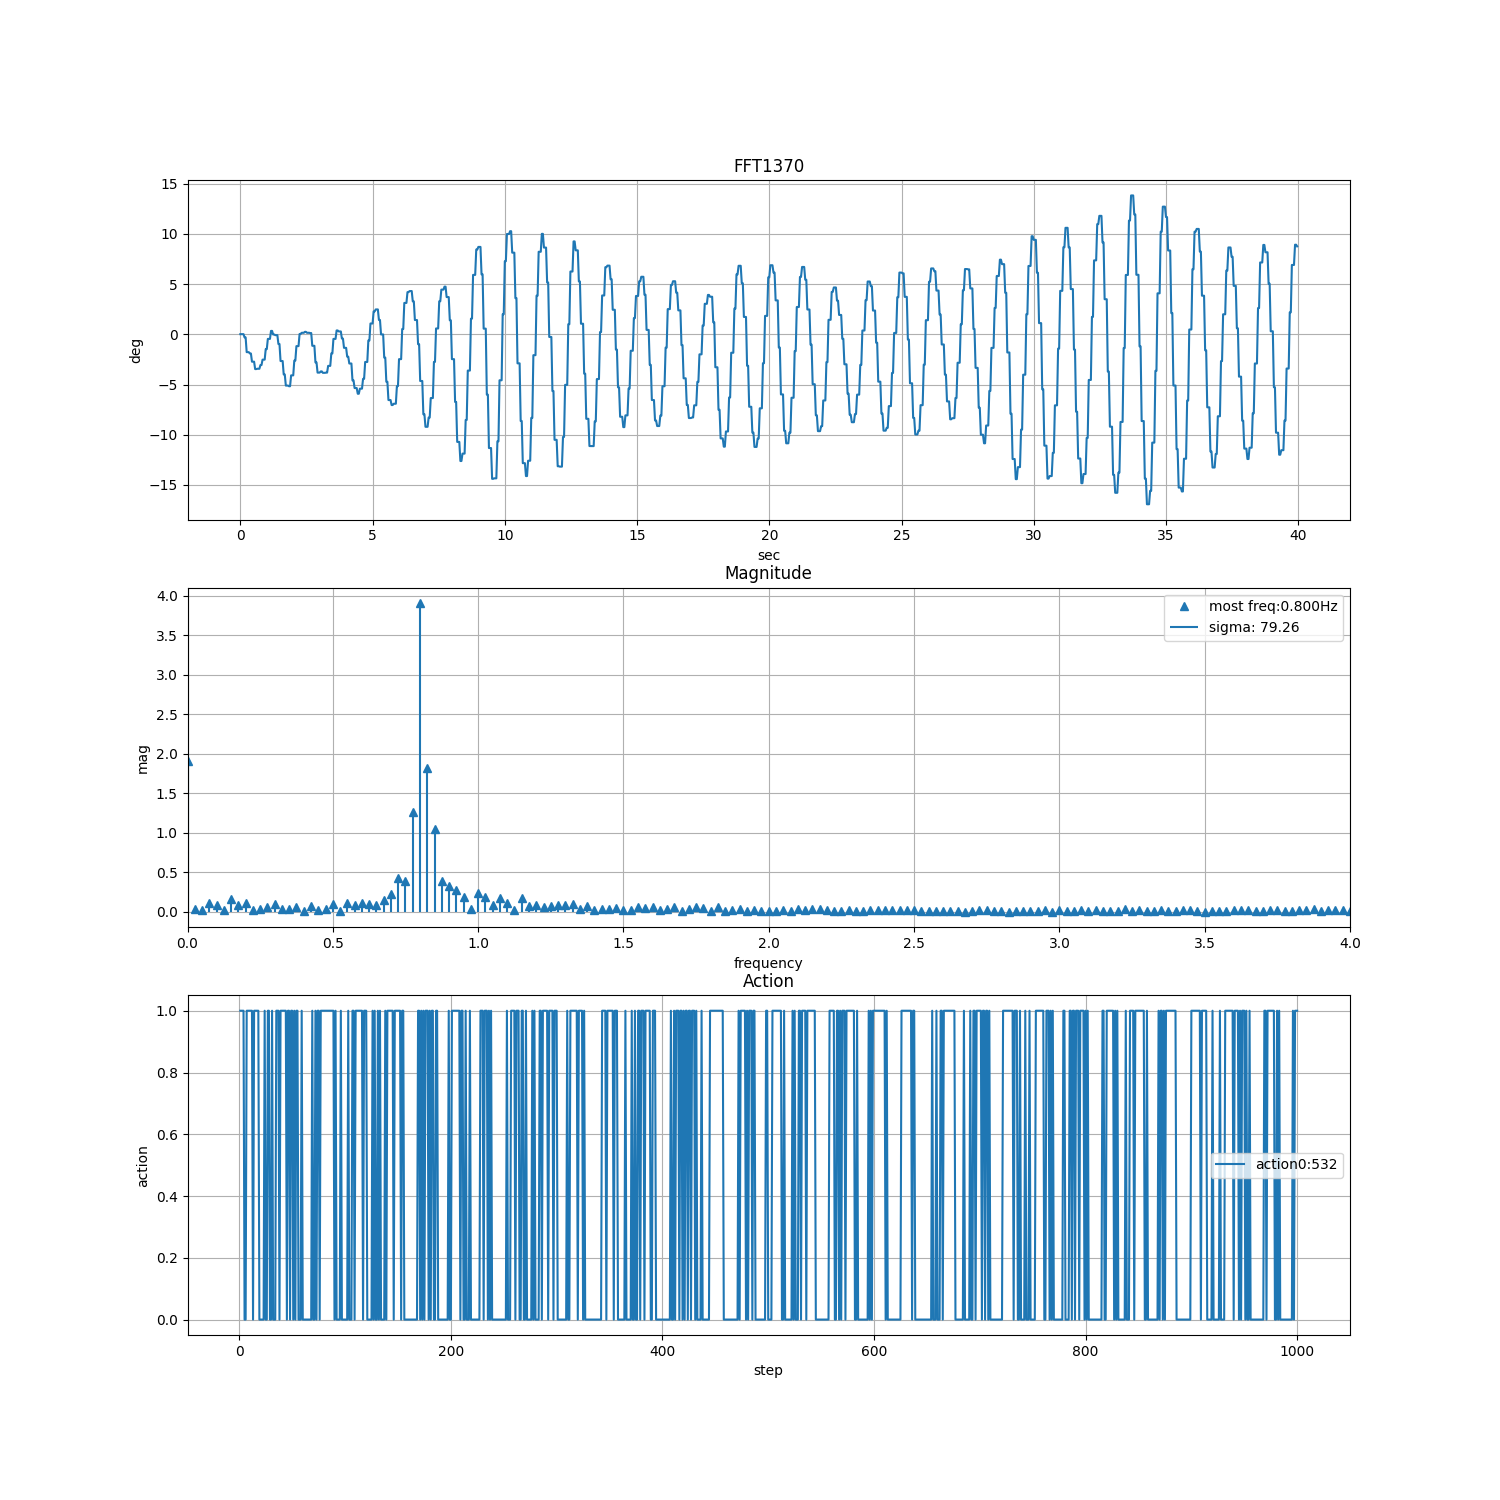 FFT1370
15
10
5
0
−5
−10
−15
deg
0 5 10 15 20 25 30 35 40
sec
Magnitude
4.0
3.5
3.0
2.5
2.0
1.5
1.0
0.5
0.0
mag
most freq:0.800Hz
sigma: 79.26
0.0 0.5 1.0 1.5 2.0 2.5 3.0 3.5 4.0
frequency
Action
1.0
0.8
0.6
0.4
0.2
0.0
action
action0:532
0 200 400 600 800 1000
step